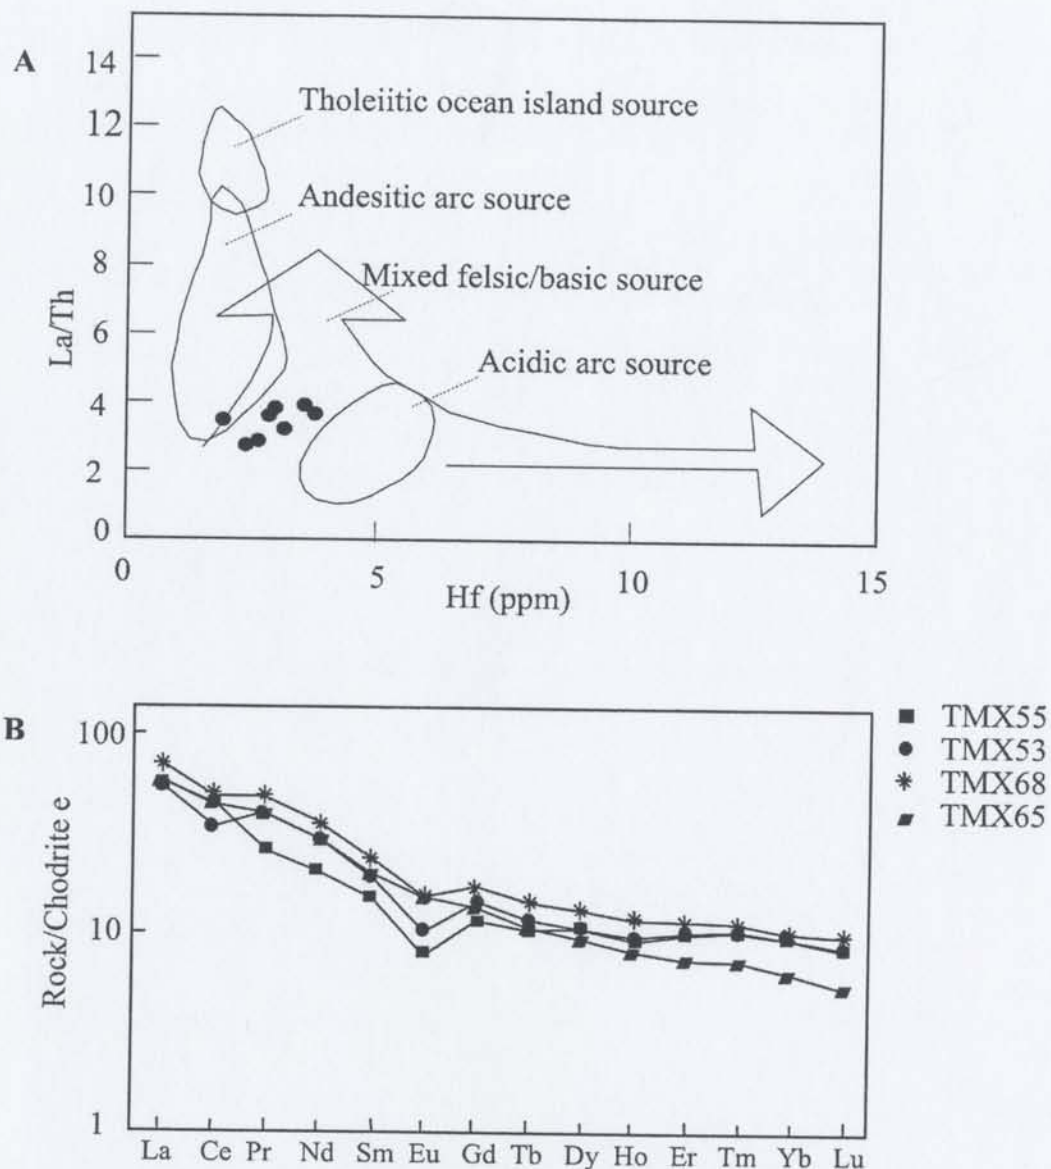 A
14
Tholeiitic ocean island source
12
10
Andesitic arc source
8
Mixed felsic/basic source
La/Th
6
Acidic arc source
4
2
0
0
5
10
15
Hf (ppm)
B
100
TMX55
TMX53
TMX68
TMX65
Rock/Chodrite e
10
1
La Ce Pr Nd Sm Eu Gd Tb Dy Ho Er Tm Yb Lu